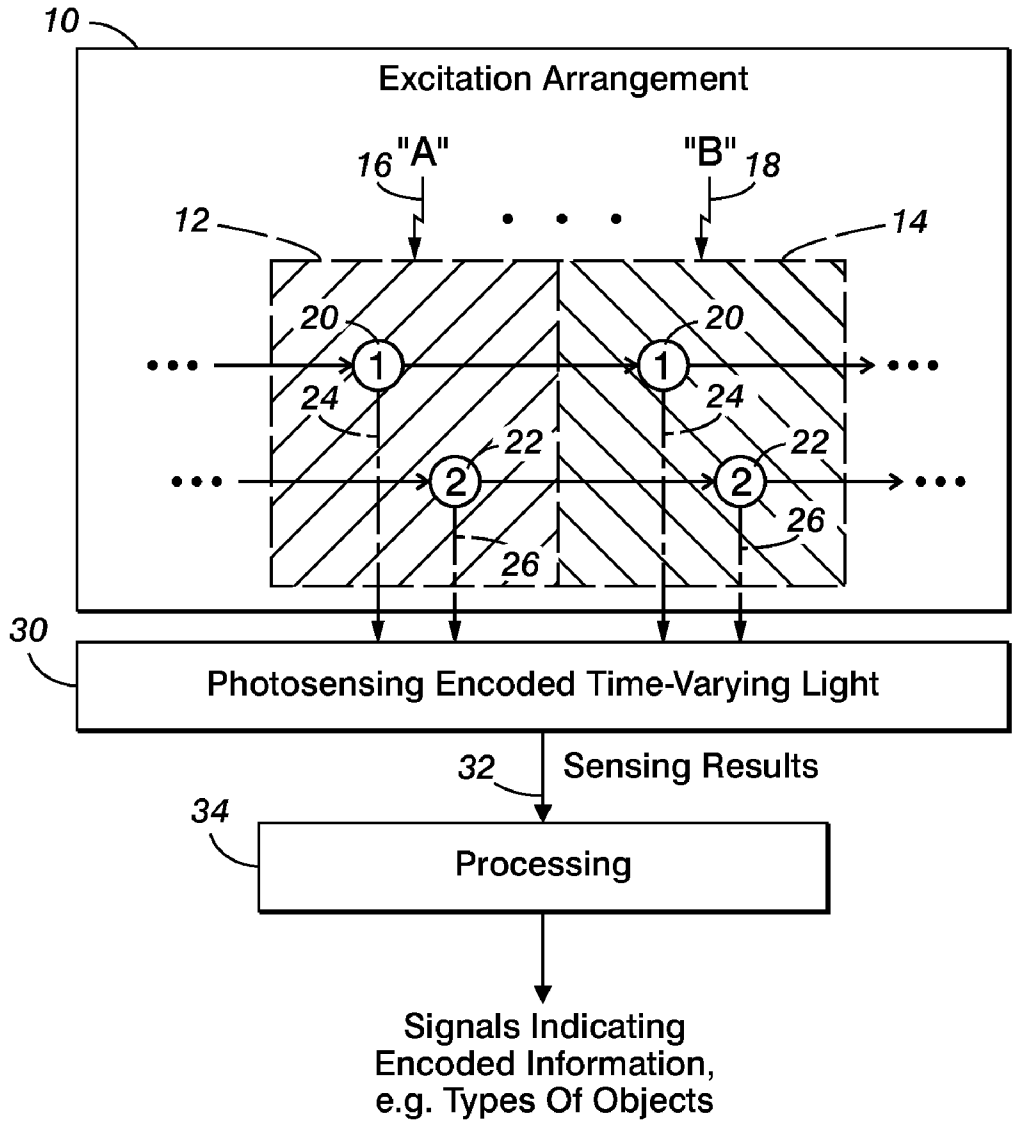 10
Excitation Arrangement
16 "A" "B" 18
12 14
20 20
1 1
24 24
22 22
2 2
26 26
30
Photosensing Encoded Time-Varying Light
32 Sensing Results
34
Processing
Signals Indicating
Encoded Information,
e.g. Types Of Objects